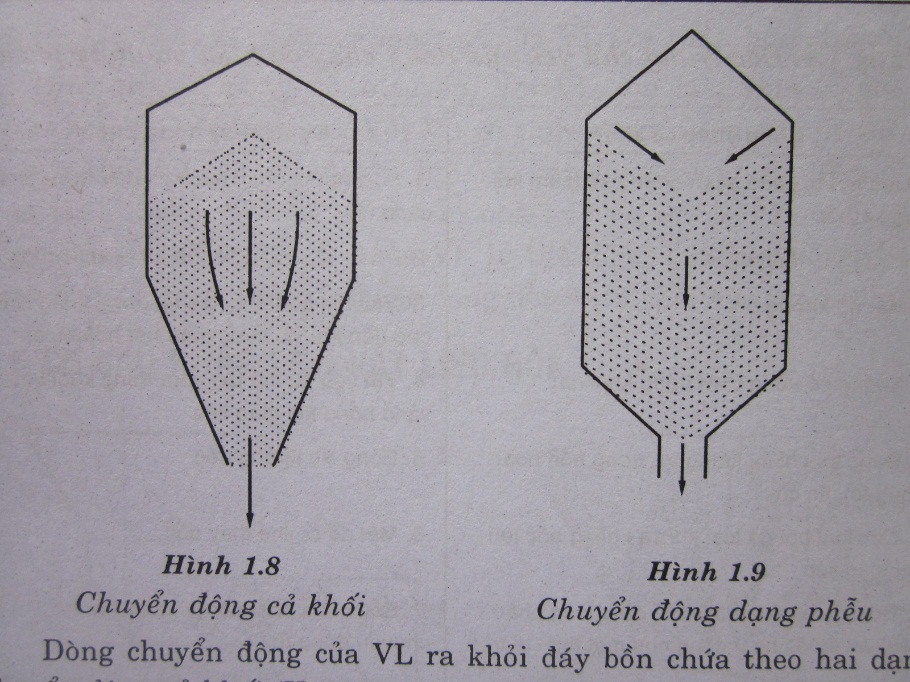 Hình 1.8
Chuyển động cả khối
Hình 1.9
Chuyển động dạng phễu
Dòng chuyển động của VL ra khỏi đáy bồn chứa theo hai